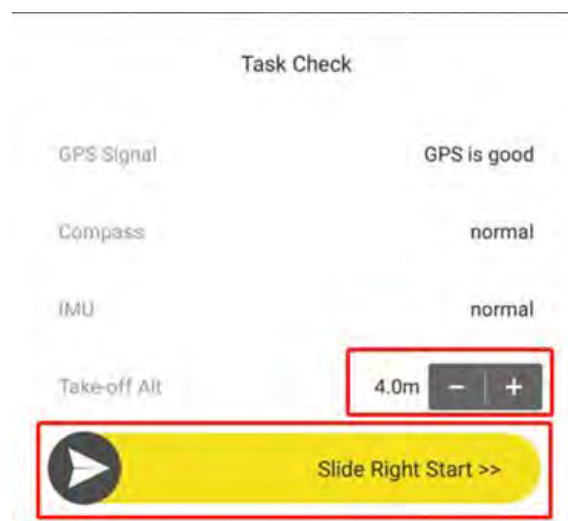 Task Check
GPS Signal GPS is good
Compass normal
IMU normal
Take-off Alt 4.0m − +
Slide Right Start >>